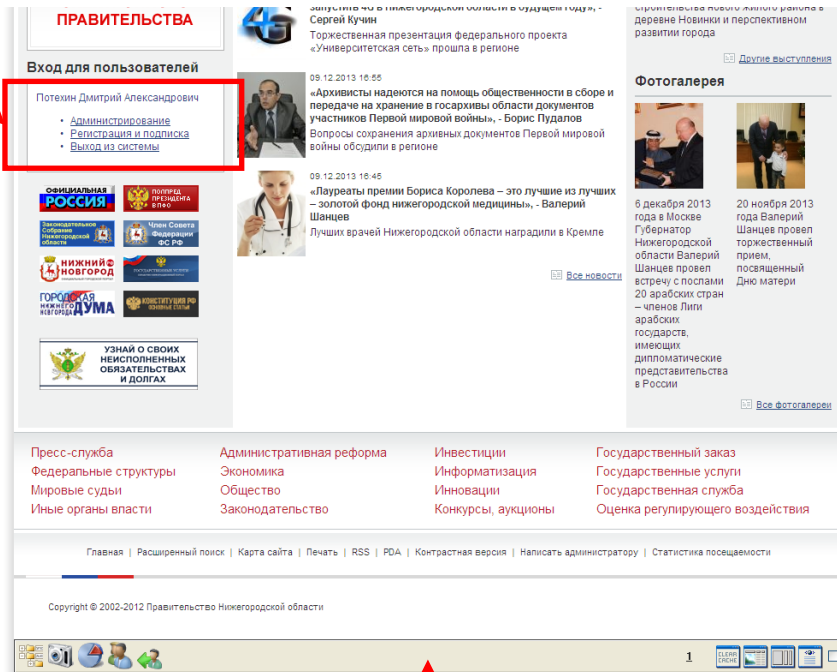 ПРАВИТЕЛЬСТВА
Вход для пользователей
Потехин Дмитрий Александрович
Администрирование
Регистрация и подписка
Выход из системы
ОФИЦИАЛЬНАЯ
РОССИЯ
ПОЛПРЕД
ПРЕЗИДЕНТА
В ПФО
Законодательное
Собрание
Нижегородской
области
Член Совета
Федерации
ФС РФ
НИЖНИЙ
НОВГОРОД
ГОСУДАРСТВЕННЫЕ УСЛУГИ
ГОРОДСКАЯ
НИЖНЕГО
НОВГОРОДА
ДУМА
КОНСТИТУЦИЯ РФ
ОСНОВНЫЕ СТАТЬИ
УЗНАЙ О СВОИХ
НЕИСПОЛНЕННЫХ
ОБЯЗАТЕЛЬСТВАХ
И ДОЛГАХ
4G
запустить 4G в Нижегородской области в будущем году», -
Сергей Кучин
Торжественная презентация федерального проекта
«Университетская сеть» прошла в регионе
09.12.2013 16:55
«Архивисты надеются на помощь общественности в сборе и
передаче на хранение в госархивы области документов
участников Первой мировой войны», - Борис Пудалов
Вопросы сохранения архивных документов Первой мировой
войны обсудили в регионе
09.12.2013 16:45
«Лауреаты премии Бориса Королева – это лучшие из лучших
– золотой фонд нижегородской медицины», - Валерий
Шанцев
Лучших врачей Нижегородской области наградили в Кремле
Все новости
строительства нового жилого района в
деревне Новинки и перспективном
развитии города
Другие выступления
Фотогалерея
6 декабря 2013
года в Москве
Губернатор
Нижегородской
области Валерий
Шанцев провел
встречу с послами
20 арабских стран
– членов Лиги
арабских
государств,
имеющих
дипломатические
представительства
в России
20 ноября 2013
года Валерий
Шанцев провел
торжественный
прием,
посвященный
Дню матери
Все фотогалереи
Пресс-служба
Федеральные структуры
Мировые судьи
Иные органы власти
Административная реформа
Экономика
Общество
Законодательство
Инвестиции
Информатизация
Инновации
Конкурсы, аукционы
Государственный заказ
Государственные услуги
Государственная служба
Оценка регулирующего воздействия
Главная | Расширенный поиск | Карта сайта | Печать | RSS | PDA | Контрастная версия | Написать администратору | Статистика посещаемости
Copyright © 2002-2012 Правительство Нижегородской области
1
CLEAR
CACHE